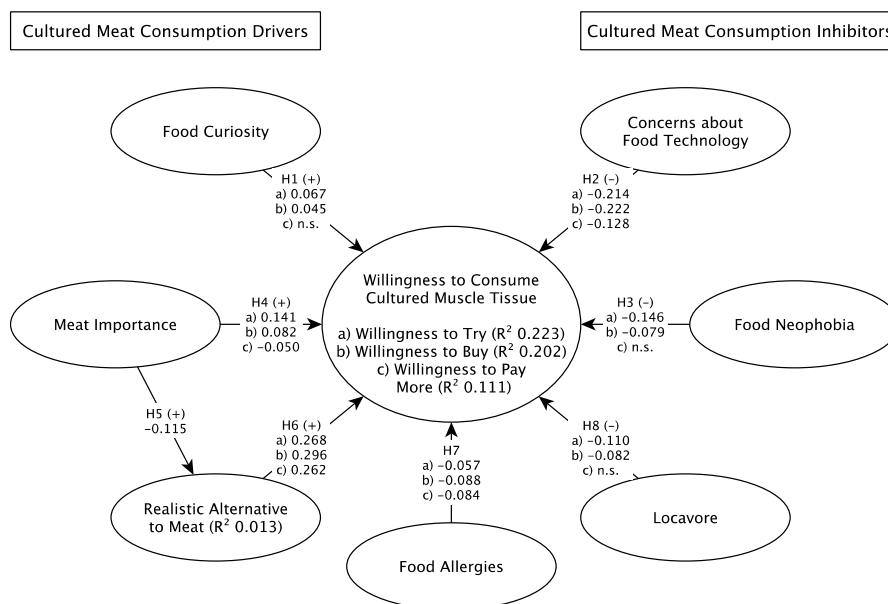 Cultured Meat Consumption Drivers
Cultured Meat Consumption Inhibitors
Food Curiosity
Concerns about
Food Technology
H1 (+)
a) 0.067
b) 0.045
c) n.s.
H2 (–)
a) –0.214
b) –0.222
c) –0.128
Willingness to Consume
Cultured Muscle Tissue
a) Willingness to Try (R² 0.223)
b) Willingness to Buy (R² 0.202)
c) Willingness to Pay
More (R² 0.111)
Meat Importance
H4 (+)
a) 0.141
b) 0.082
c) –0.050
H3 (–)
a) –0.146
b) –0.079
c) n.s.
Food Neophobia
H5 (+)
–0.115
H6 (+)
a) 0.268
b) 0.296
c) 0.262
H7
a) –0.057
b) –0.088
c) –0.084
H8 (–)
a) –0.110
b) –0.082
c) n.s.
Realistic Alternative
to Meat (R² 0.013)
Food Allergies
Locavore